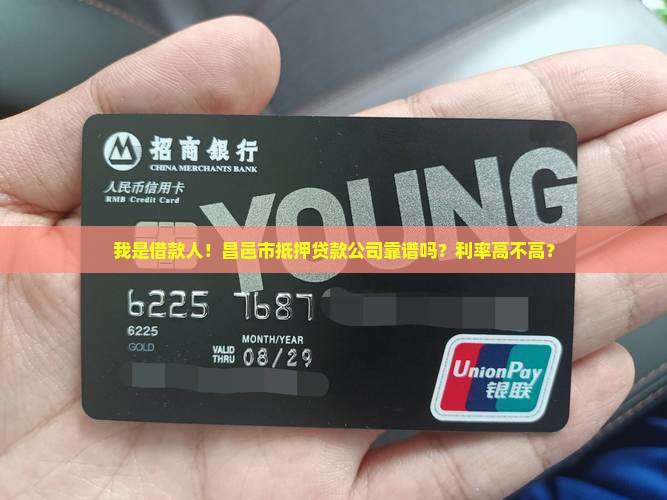 招商银行
CHINA MERCHANTS BANK
人民币信用卡
RMB Credit Card
YOUNG
我是借款人！昌邑市抵押贷款公司靠谱吗？利率高不高？
6225 7687
6225
MONTH/YEAR
GOLD
VALID THRU 08/29
UnionPay
银联